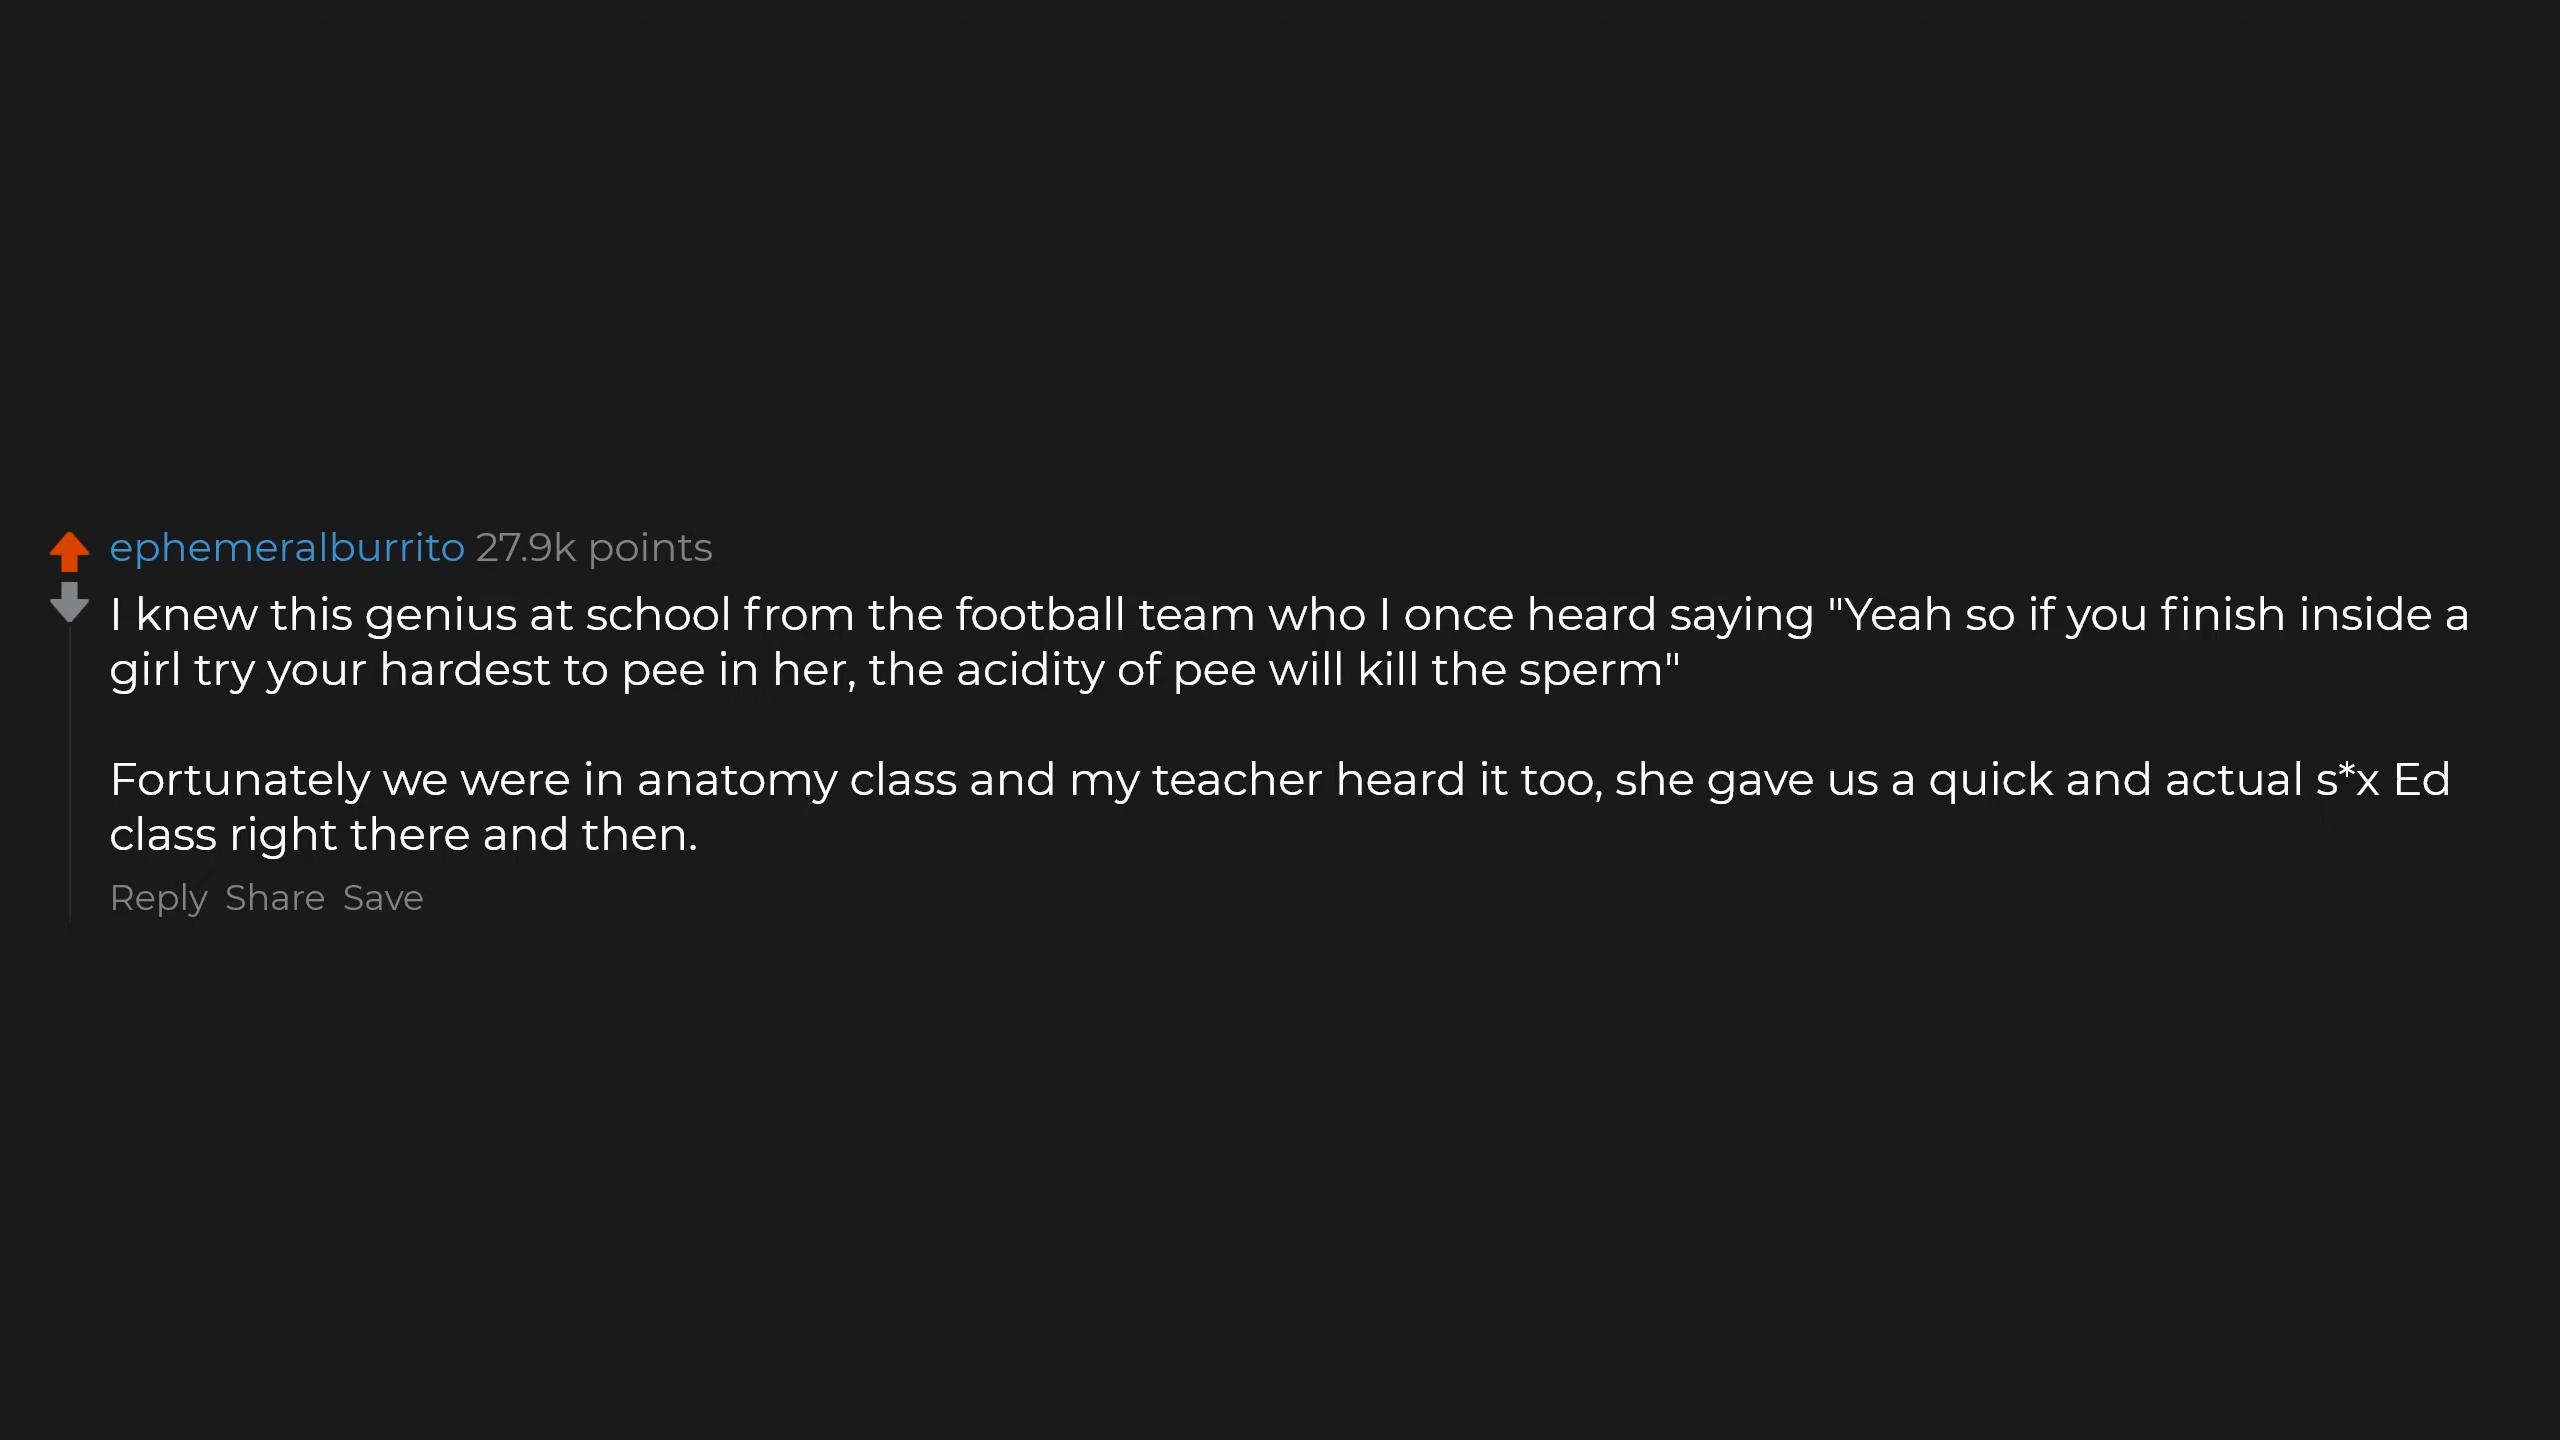 ephemeralburrito 27.9k points
I knew this genius at school from the football team who I once heard saying "Yeah so if you finish inside a
girl try your hardest to pee in her, the acidity of pee will kill the sperm"
Fortunately we were in anatomy class and my teacher heard it too, she gave us a quick and actual s*x Ed
class right there and then.
Reply Share Save